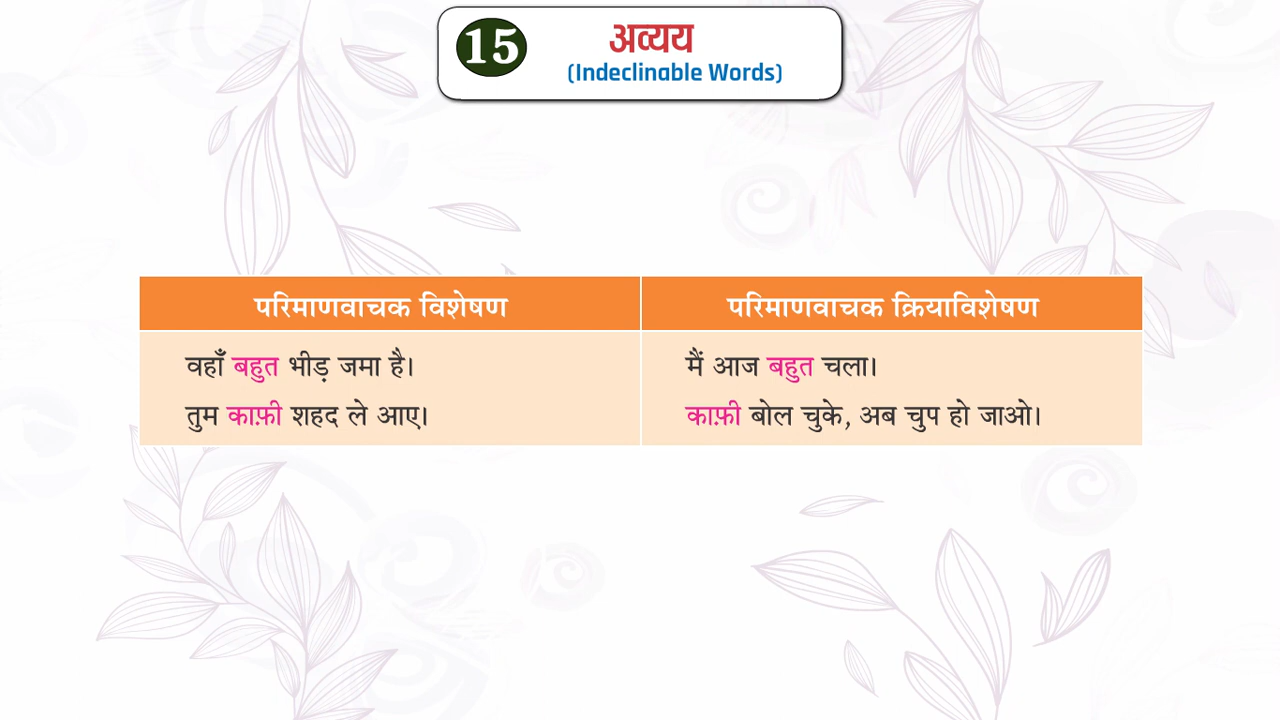 15
अव्यय
(Indeclinable Words)
परिमाणवाचक विशेषण
परिमाणवाचक क्रियाविशेषण
वहाँ बहुत भीड़ जमा है।
मैं आज बहुत चला।
तुम काफ़ी शहद ले आए।
काफ़ी बोल चुके, अब चुप हो जाओ।